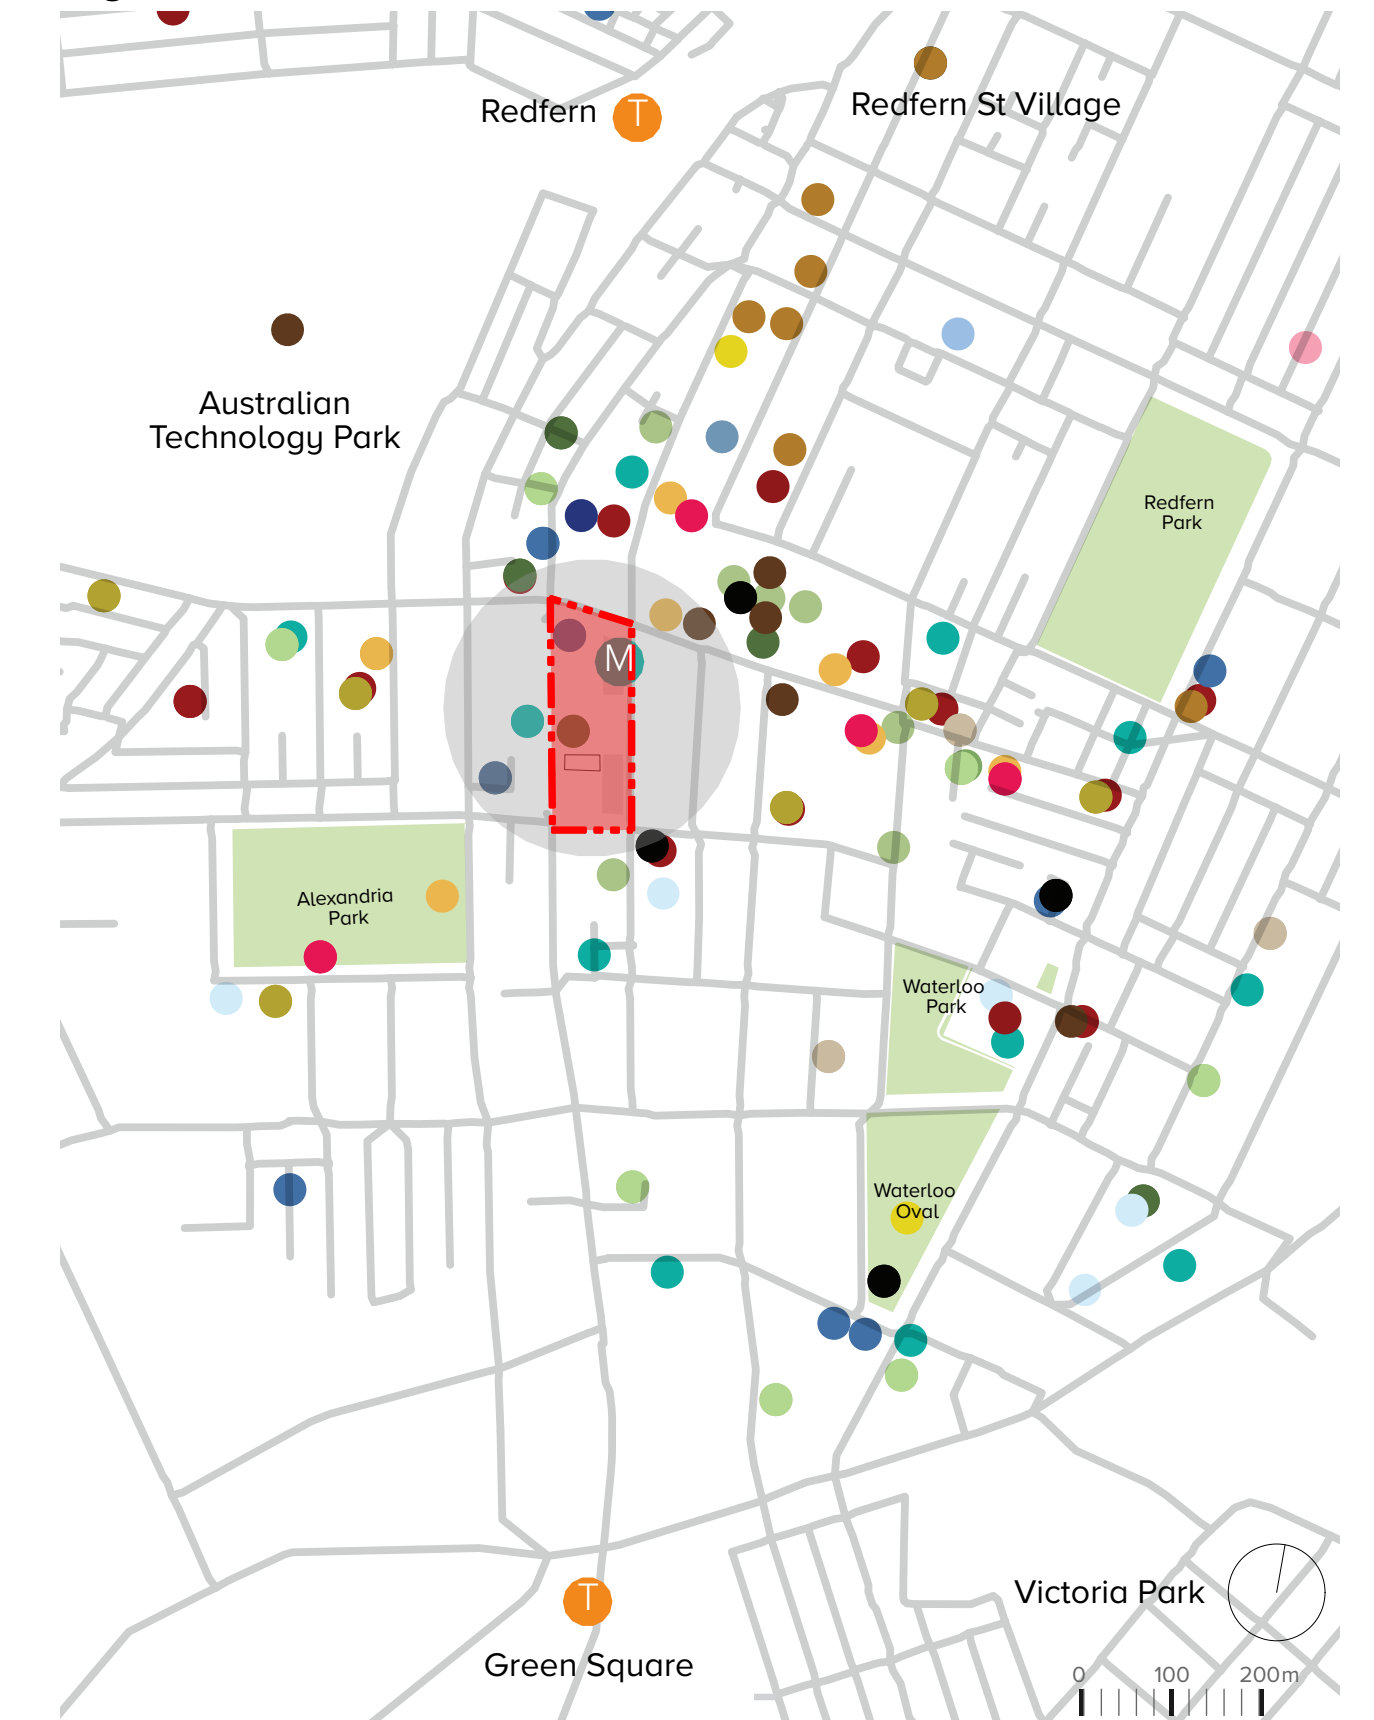 Redfern
T
Redfern St Village
Australian
Technology Park
Redfern
Park
M
Alexandria
Park
Waterloo
Park
Waterloo
Oval
T
Green Square
Victoria Park
0 100 200m